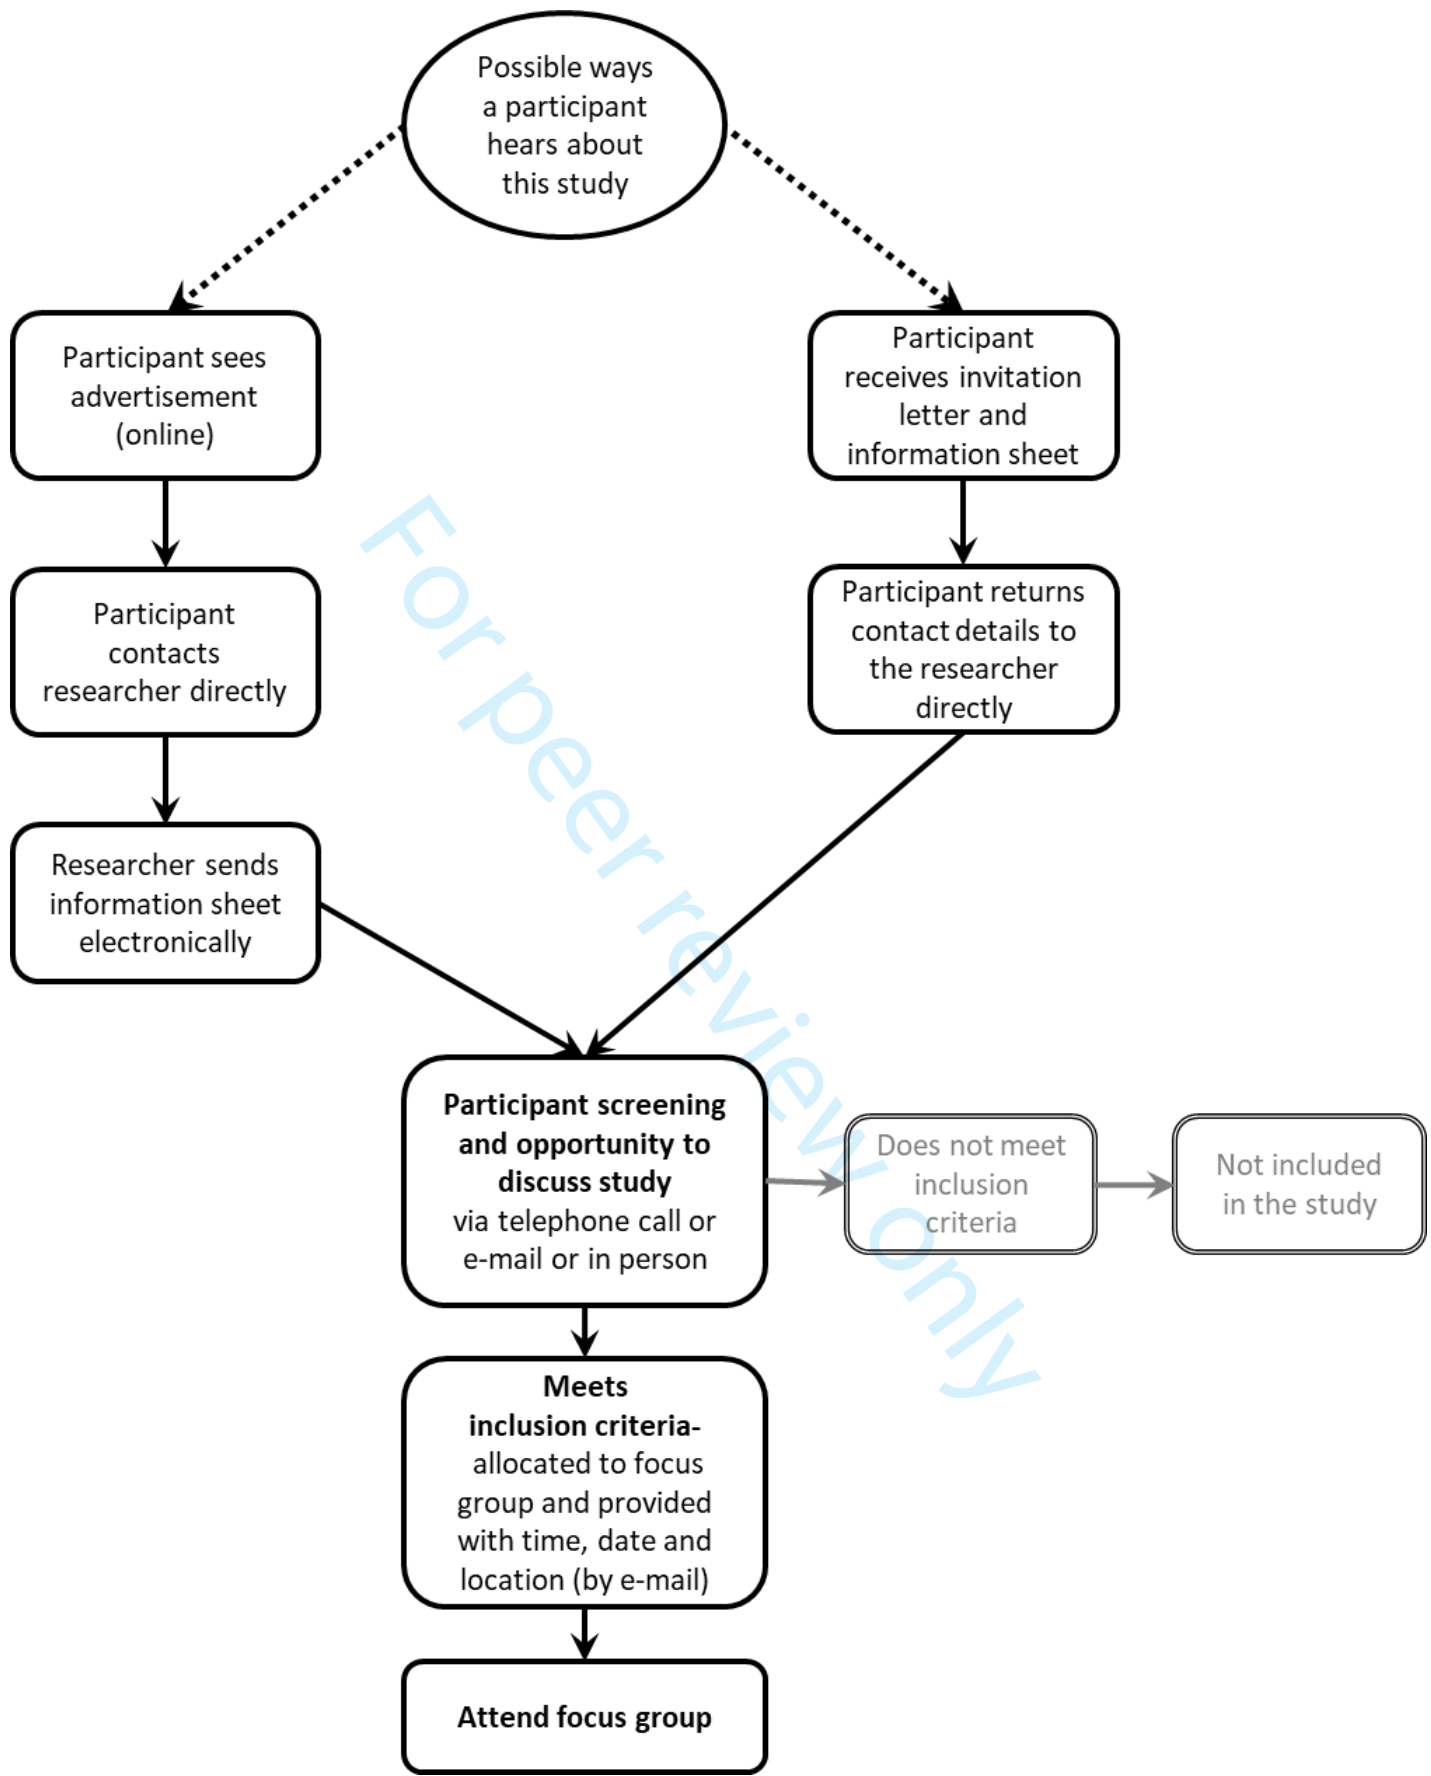 Possible ways
a participant
hears about
this study
Participant sees
advertisement
(online)
Participant
receives invitation
letter and
information sheet
Participant
contacts
researcher directly
Participant returns
contact details to
the researcher
directly
Researcher sends
information sheet
electronically
Participant screening
and opportunity to
discuss study
via telephone call or
e-mail or in person
Does not meet
inclusion
criteria
Not included
in the study
Meets
inclusion criteria-
allocated to focus
group and provided
with time, date and
location (by e-mail)
Attend focus group
For peer review only